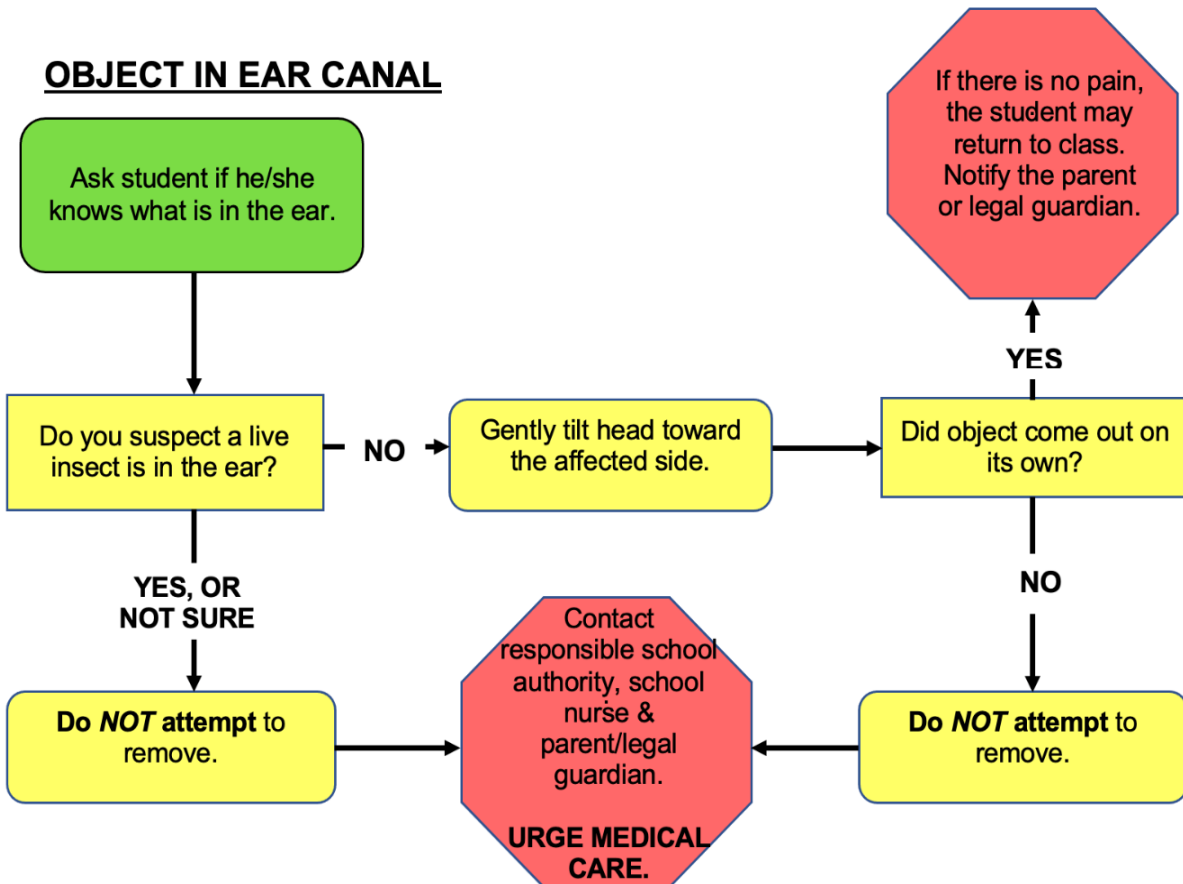 OBJECT IN EAR CANAL
Ask student if he/she
knows what is in the ear.
Do you suspect a live
insect is in the ear?
NO
Gently tilt head toward
the affected side.
Did object come out on
its own?
YES
If there is no pain,
the student may
return to class.
Notify the parent
or legal guardian.
YES, OR
NOT SURE
Do NOT attempt to
remove.
NO
Do NOT attempt to
remove.
Contact
responsible school
authority, school
nurse &
parent/legal
guardian.
URGE MEDICAL
CARE.